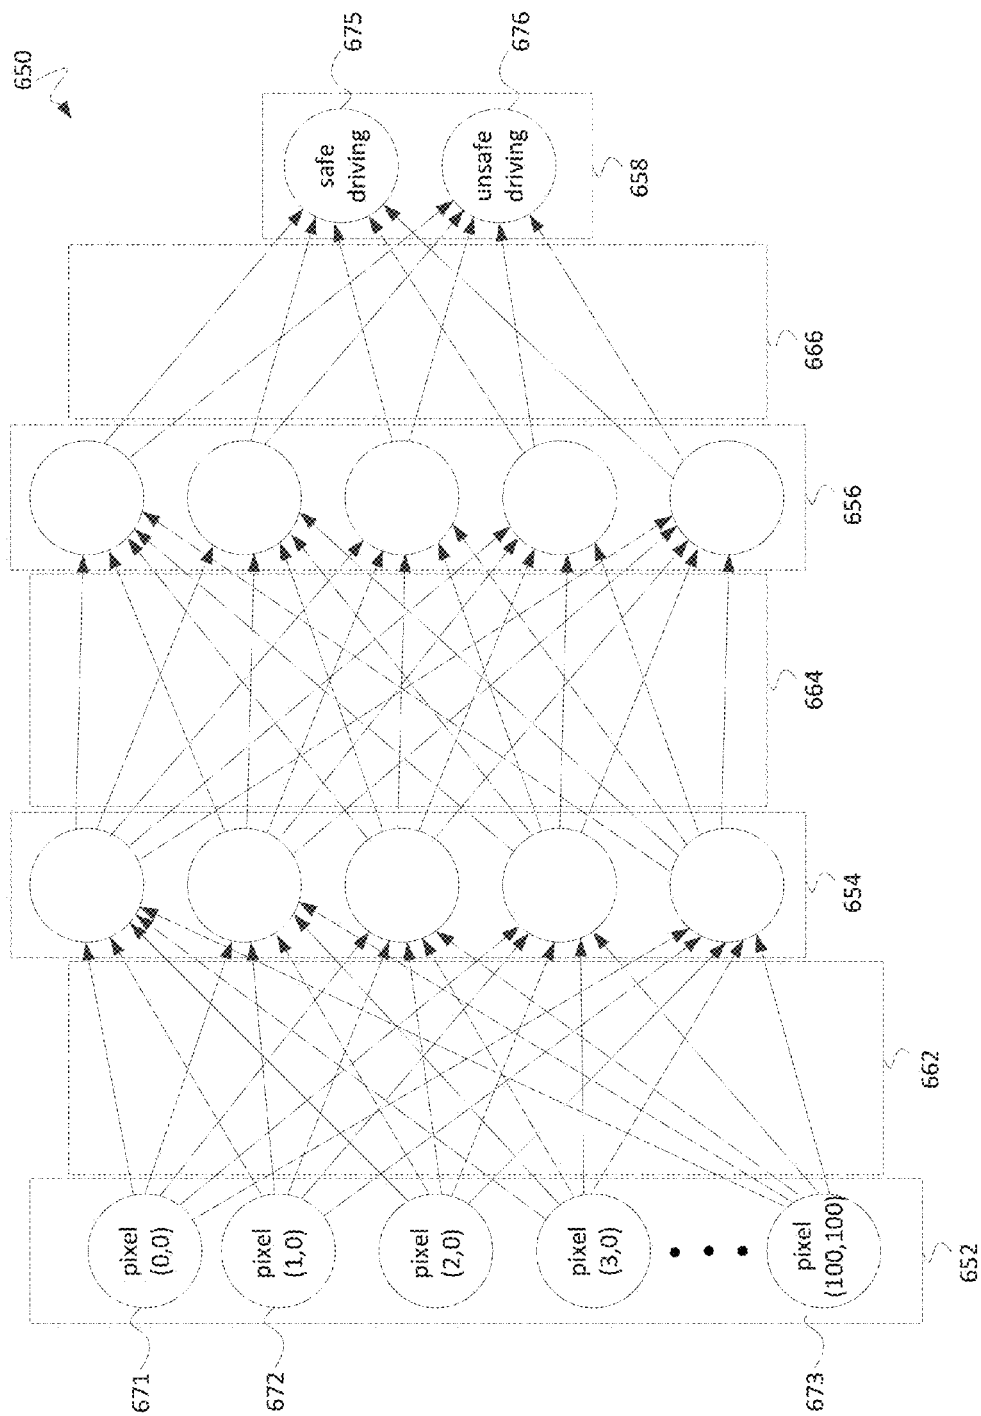 650
671
pixel
(0,0)
672
pixel
(1,0)
pixel
(2,0)
pixel
(3,0)
673
pixel
(100,100)
652
662
654
664
656
666
safe
driving
675
unsafe
driving
676
658